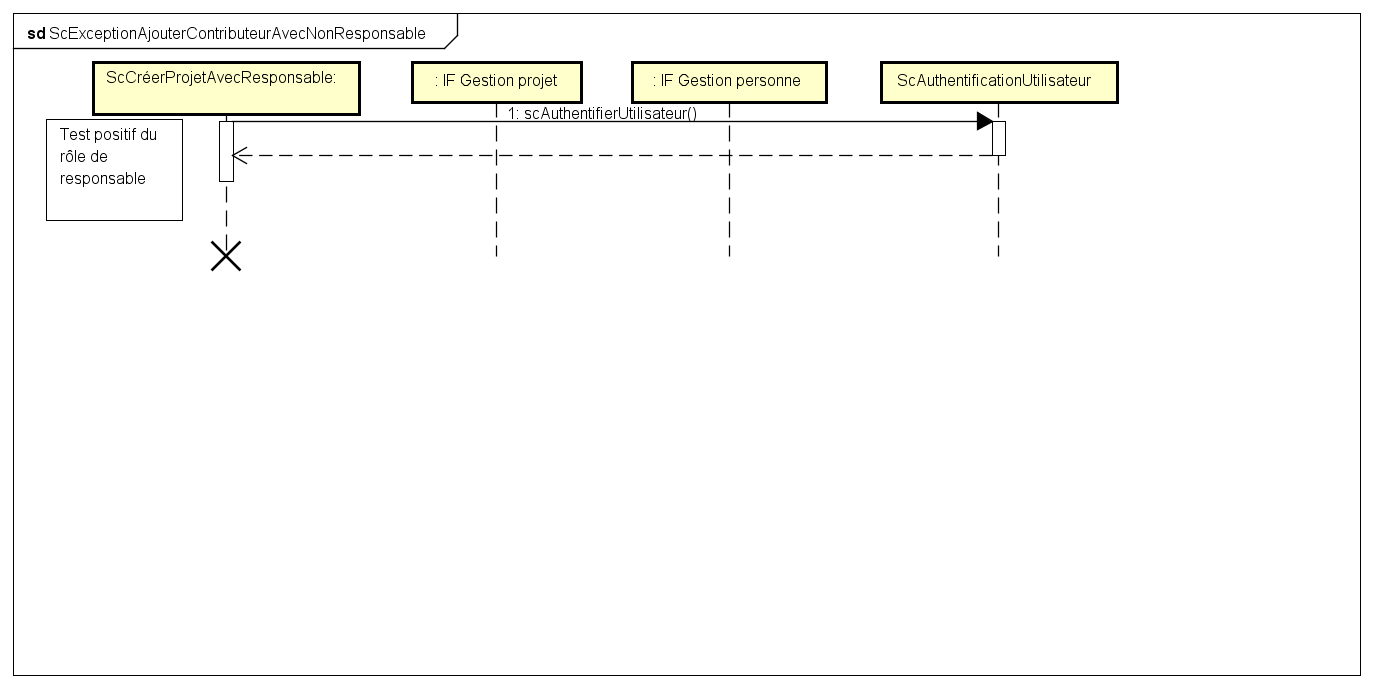 sd ScExceptionAjouterContributeurAvecNonResponsable
ScCréerProjetAvecResponsable:
: IF Gestion projet
: IF Gestion personne
ScAuthentificationUtilisateur
1: scAuthentifierUtilisateur()
Test positif du
rôle de
responsable